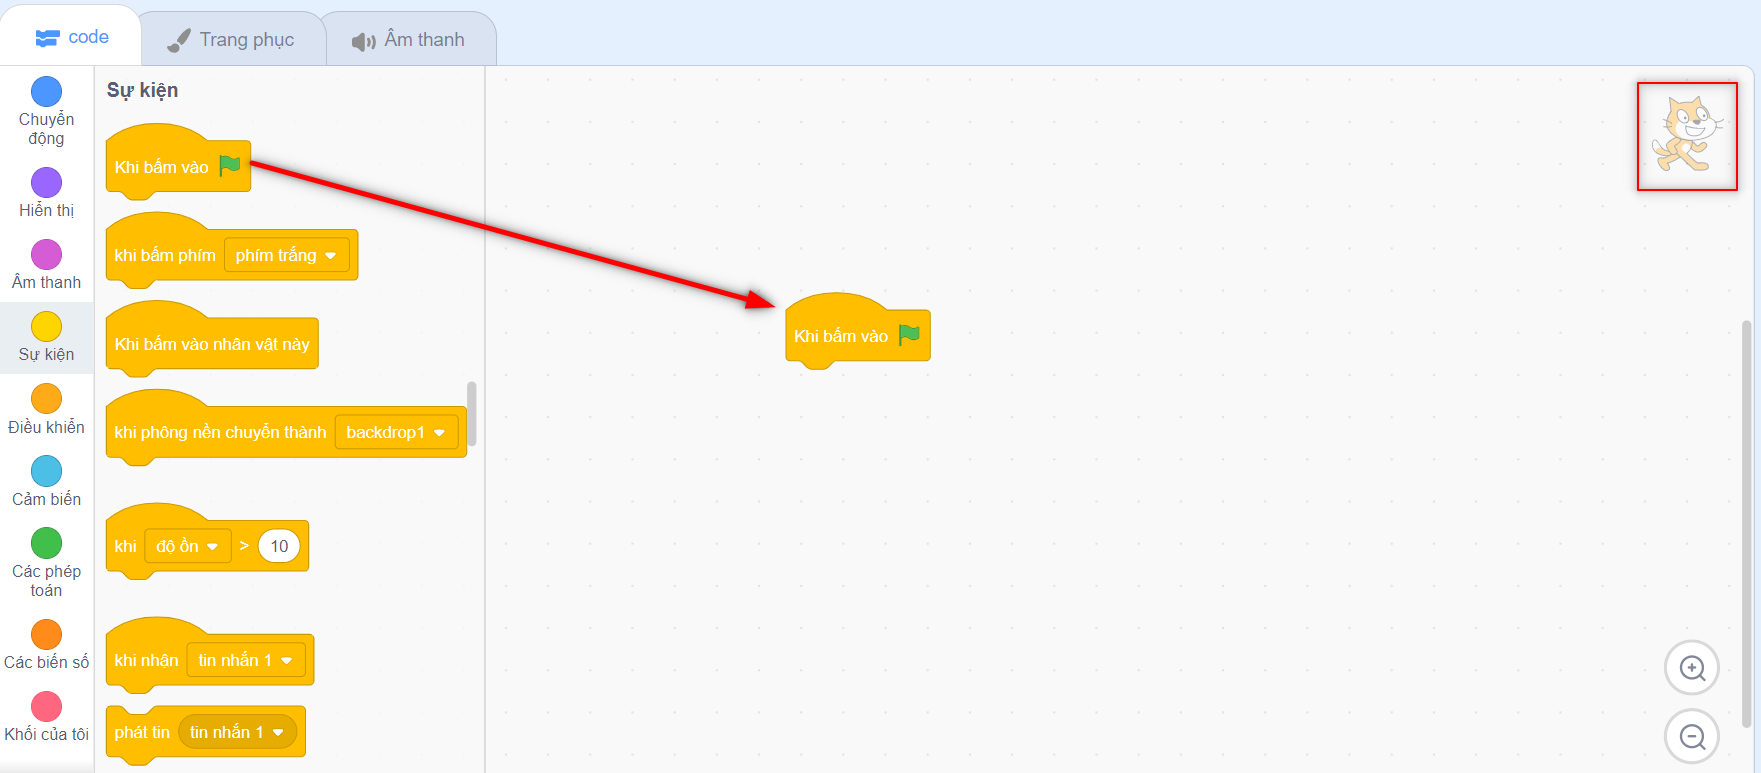 code
Trang phục
Âm thanh
Chuyển
động
Hiển thị
Âm thanh
Sự kiện
Điều khiển
Cảm biến
Các phép
toán
Các biến số
Khối của tôi
Sự kiện
Khi bấm vào
khi bấm phím phím trắng
Khi bấm vào nhân vật này
khi phông nền chuyển thành backdrop1
khi độ ồn > 10
khi nhận tin nhắn 1
phát tin tin nhắn 1
Khi bấm vào